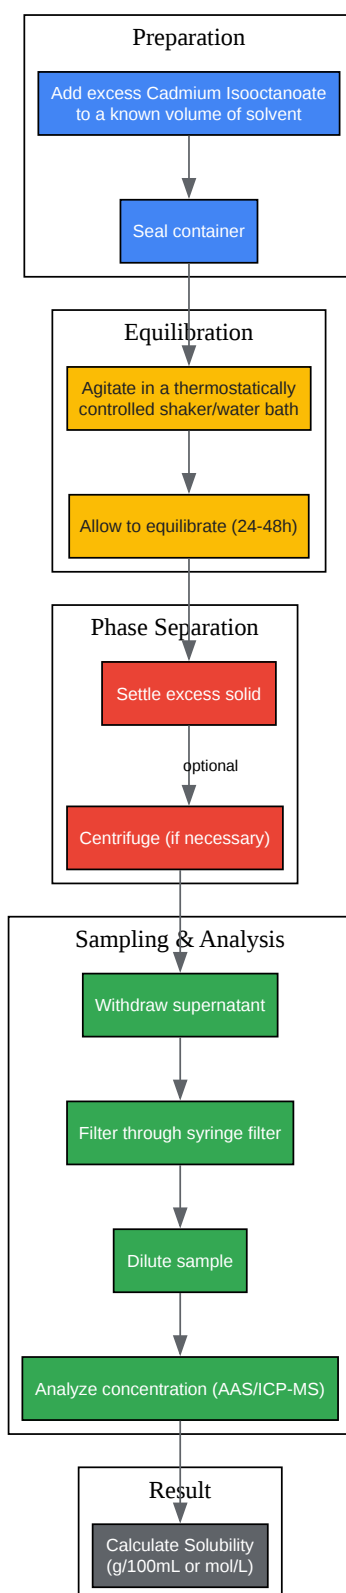 Preparation
Add excess Cadmium Isooctanoate
to a known volume of solvent
Seal container
Equilibration
Agitate in a thermostatically
controlled shaker/water bath
Allow to equilibrate (24-48h)
Phase Separation
Settle excess solid
optional
Centrifuge (if necessary)
Sampling & Analysis
Withdraw supernatant
Filter through syringe filter
Dilute sample
Analyze concentration (AAS/ICP-MS)
Result
Calculate Solubility
(g/100mL or mol/L)